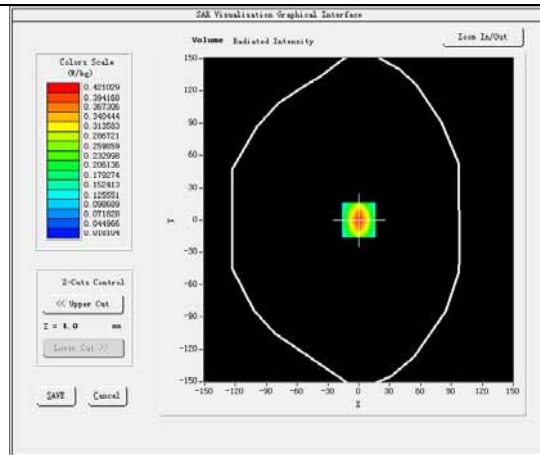 SAR Visualisation Graphical Interface
Volume Radiated Intensity
Zoom In/Out
Colors Scale
(W/kg)
0.421029
0.394168
0.367306
0.340444
0.313583
0.286721
0.259859
0.232998
0.206136
0.179274
0.152413
0.125551
0.098689
0.071828
0.044966
0.018104
150
120
90
60
30
0
-30
-60
-90
-120
-150
Y
-150 -120 -90 -60 -30 0 30 60 90 120 150
X
Z-Cuts Control
<< Upper Cut
Z = 4.0 mm
Lower Cut >>
SAVE Cancel